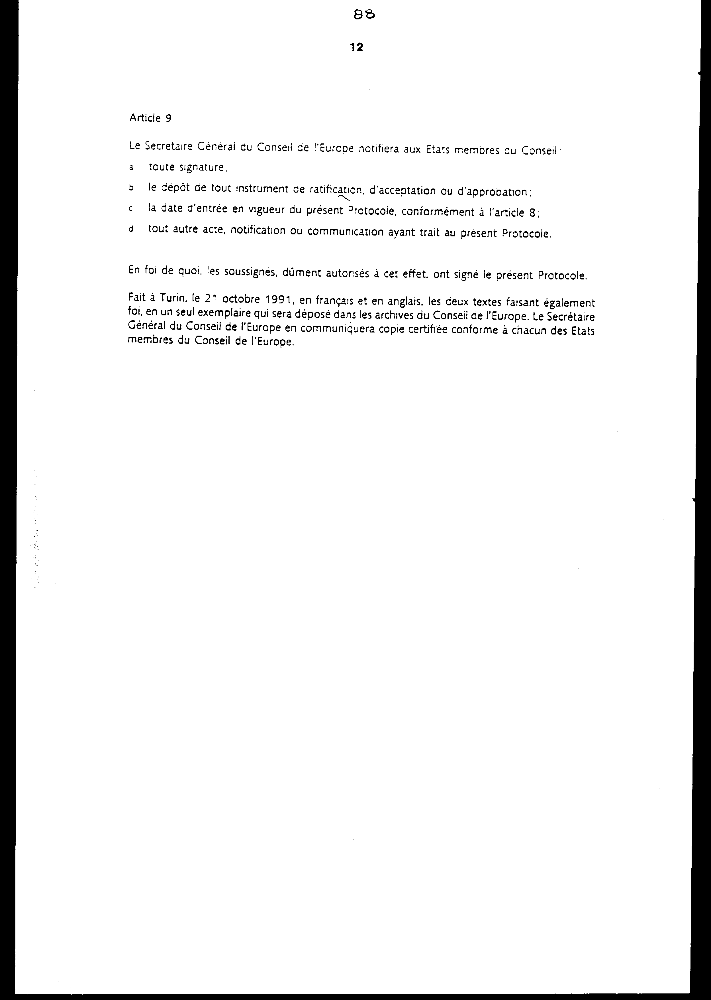 88
12
Article 9
Le Secrétaire Général du Conseil de l'Europe notifiera aux Etats membres du Conseil:
a toute signature;
b le dépôt de tout instrument de ratification, d'acceptation ou d'approbation;
c la date d'entrée en vigueur du présent Protocole, conformément à l'article 8;
d tout autre acte, notification ou communication ayant trait au présent Protocole.
En foi de quoi, les soussignés, dûment autorisés à cet effet, ont signé le présent Protocole.
Fait à Turin, le 21 octobre 1991, en français et en anglais, les deux textes faisant également
foi, en un seul exemplaire qui sera déposé dans les archives du Conseil de l'Europe. Le Secrétaire
Général du Conseil de l'Europe en communiquera copie certifiée conforme à chacun des Etats
membres du Conseil de l'Europe.